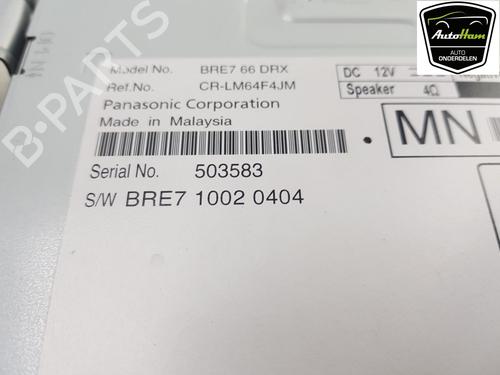 Model No. BRE7 66 DRX
Ref.No. CR-LM64F4JM
Panasonic Corporation
Made in Malaysia
DC 12V
Speaker 4Ω
MN
Serial No. 503583
S/W BRE7 1002 0404
AutoHam
AUTO
ONDERDELEN
B-PARTS